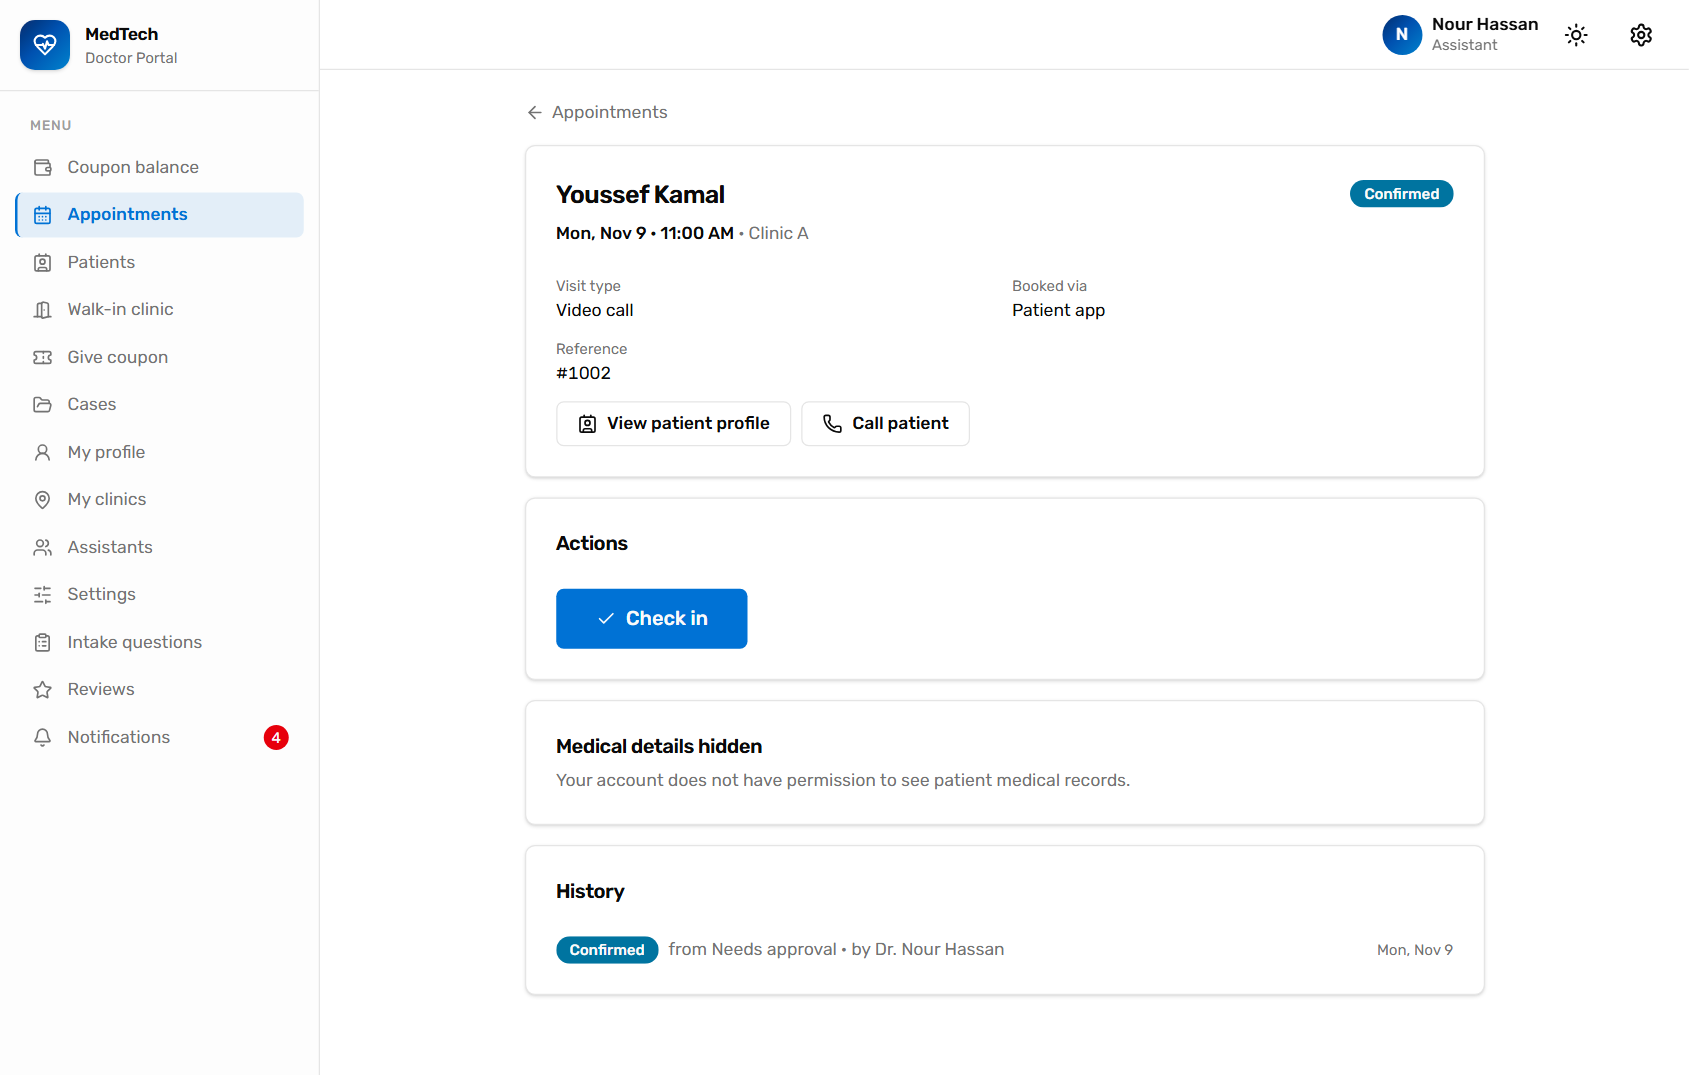 MedTech
Doctor Portal
MENU
Coupon balance
Appointments
Patients
Walk-in clinic
Give coupon
Cases
My profile
My clinics
Assistants
Settings
Intake questions
Reviews
Notifications 4
N Nour Hassan
Assistant
Appointments
Youssef Kamal Confirmed
Mon, Nov 9 • 11:00 AM • Clinic A
Visit type Booked via
Video call Patient app
Reference
#1002
View patient profile Call patient
Actions
Check in
Medical details hidden
Your account does not have permission to see patient medical records.
History
Confirmed from Needs approval • by Dr. Nour Hassan Mon, Nov 9